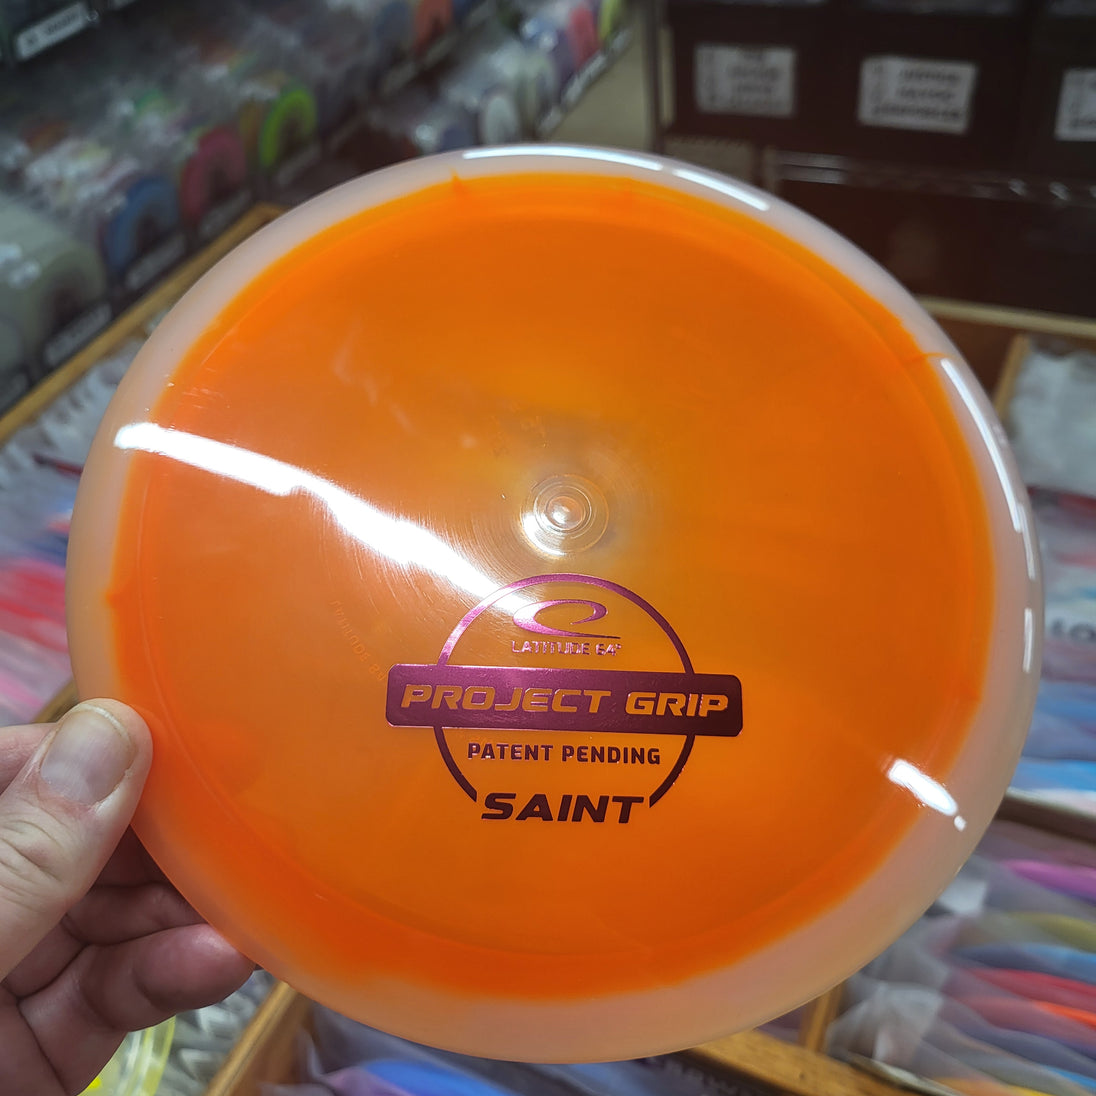 LATITUDE 64°
PROJECT GRIP
PATENT PENDING
SAINT